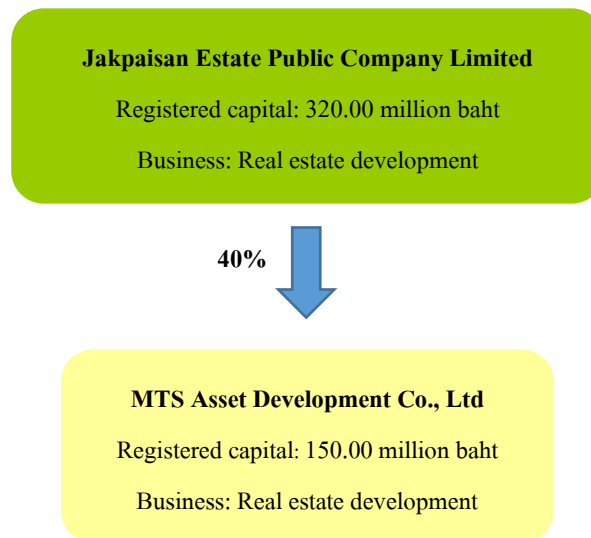 Jakpaisan Estate Public Company Limited
Registered capital: 320.00 million baht
Business: Real estate development
40%
MTS Asset Development Co., Ltd
Registered capital: 150.00 million baht
Business: Real estate development